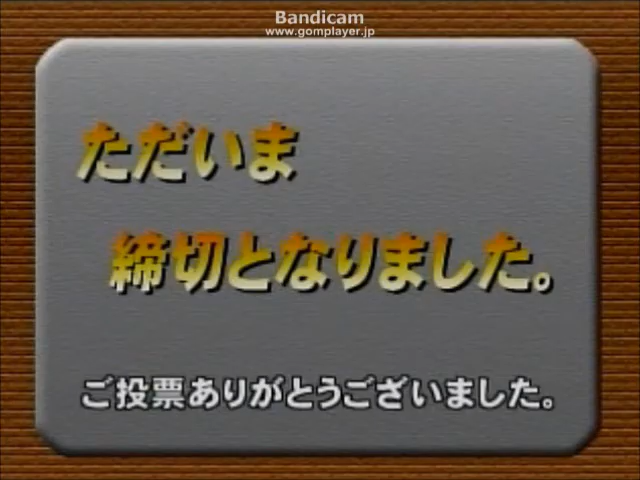 Bandicam
www.gomplayer.jp
ただいま
締切となりました。
ご投票ありがとうございました。